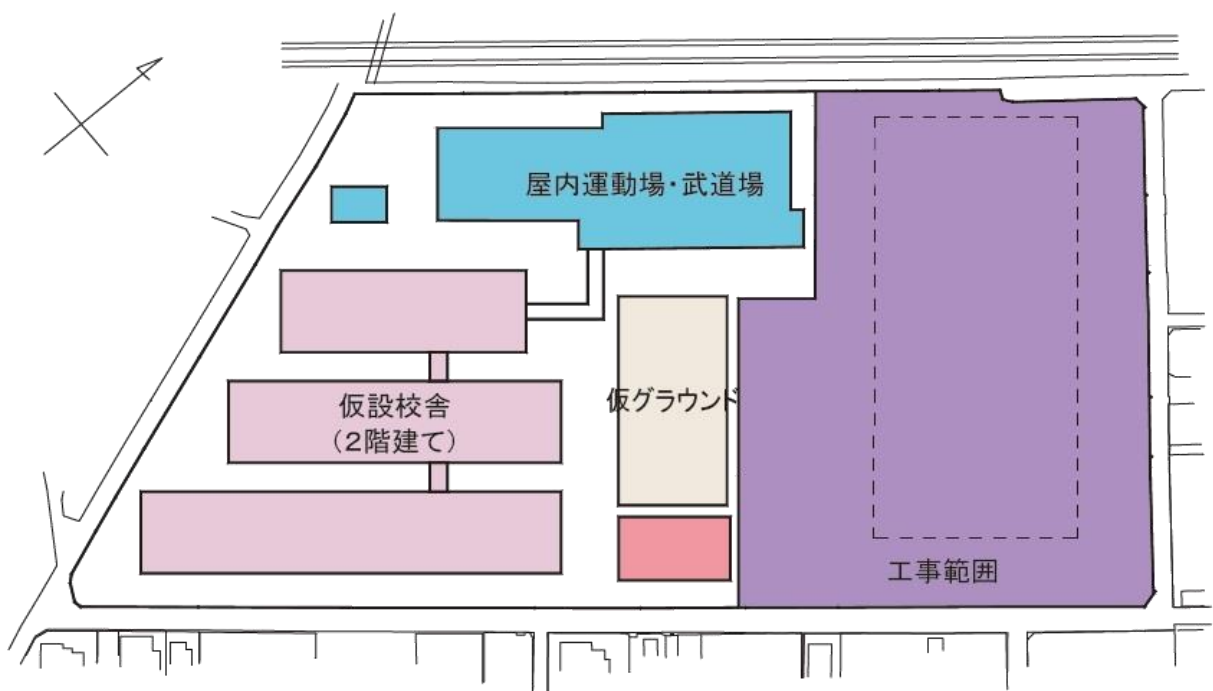 屋内運動場・武道場
仮設校舎
(2階建て)
仮グラウンド
工事範囲